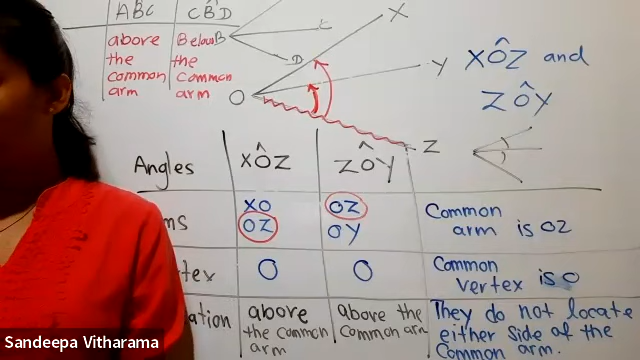 ABC CBD
above Below
the the
common common
arm arm
B
C
D
X
Y
O
Z
XÔZ and
ZÔY
Angles XÔZ ZÔY
XO OZ Common
OZ OY arm is OZ
O O Common
vertex is O
above above the They do not locate
the common common arm either side of the
arm common arm.
Sandeepa Vitharama